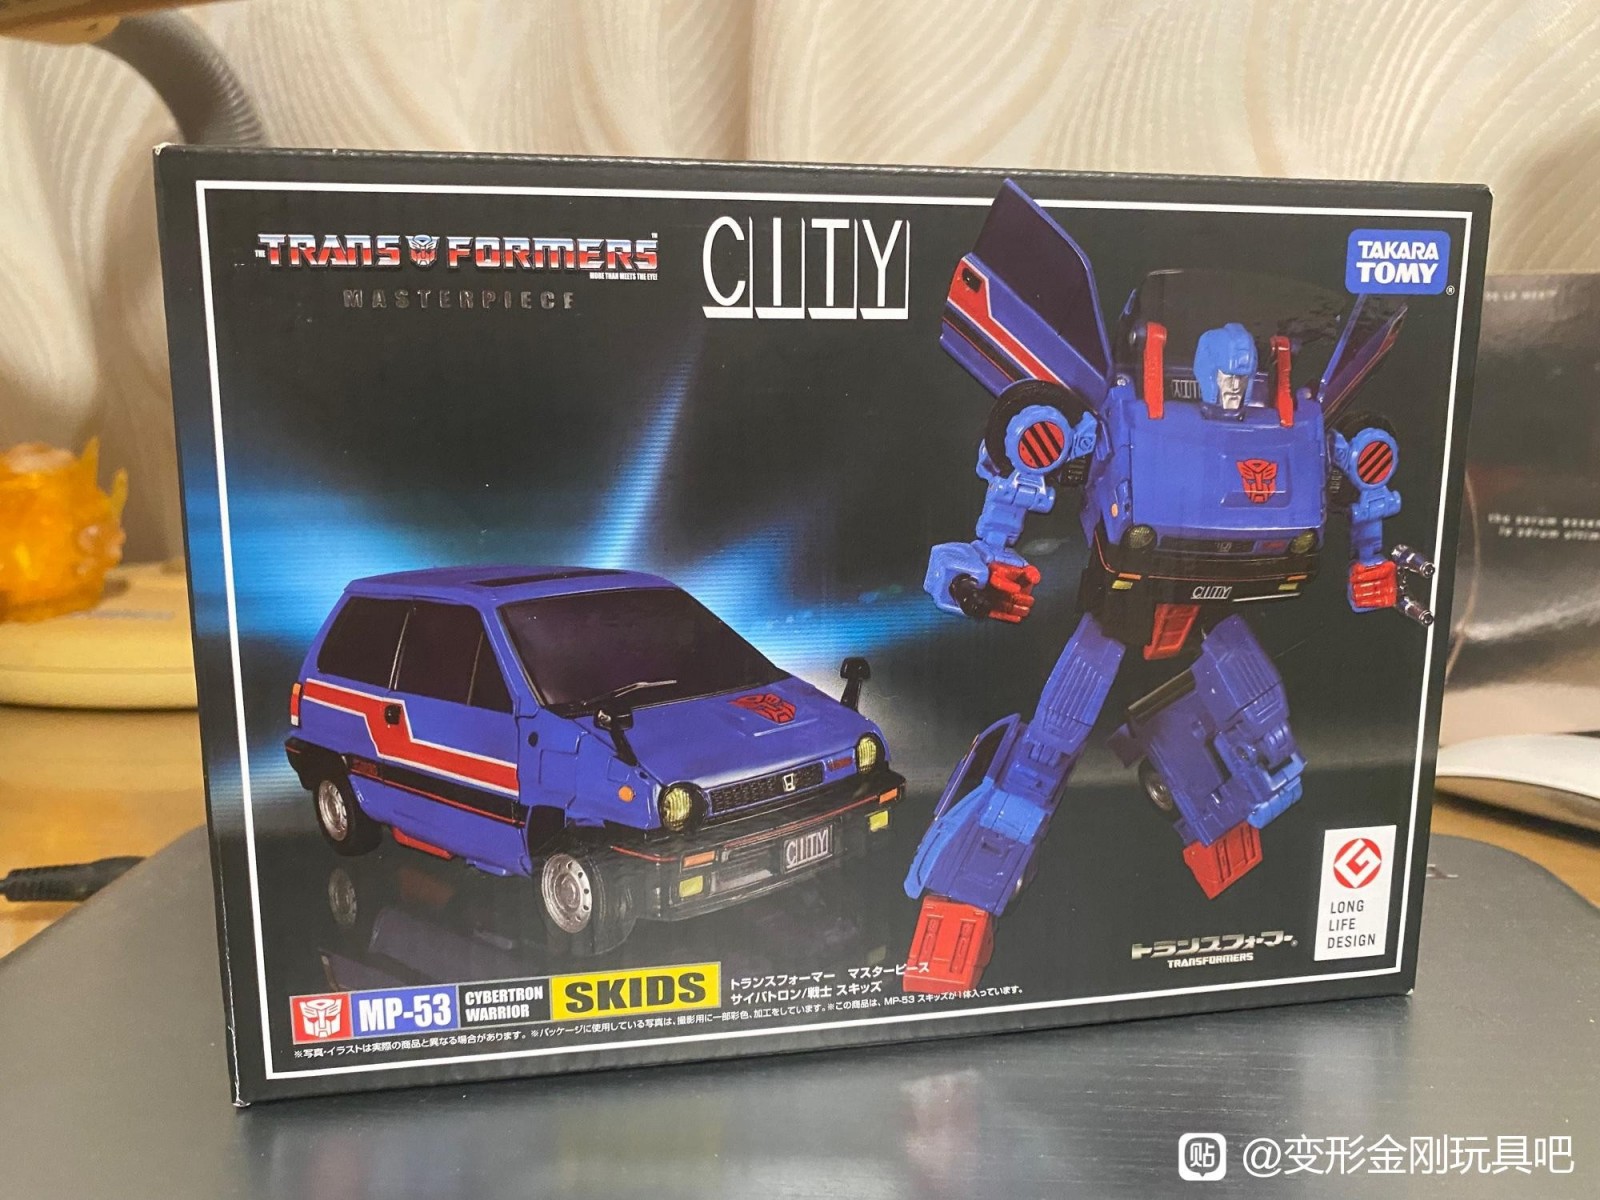 THE TRANSFORMERS™
MORE THAN MEETS THE EYE!
MASTERPIECE
CITY
TAKARA
TOMY®
CITY
CITY
LONG
LIFE
DESIGN
トランスフォーマー
TRANSFORMERS
MP-53
CYBERTRON
WARRIOR
SKIDS
トランスフォーマー マスターピース
サイバトロン/戦士 スキッズ
※写真・イラストは実際の商品と異なる場合があります。※パッケージに使用している写真は、撮影用に一部彩色、加工をしています。※この商品は、MP-53 スキッズが1体入っています。
贴 @变形金刚玩具吧